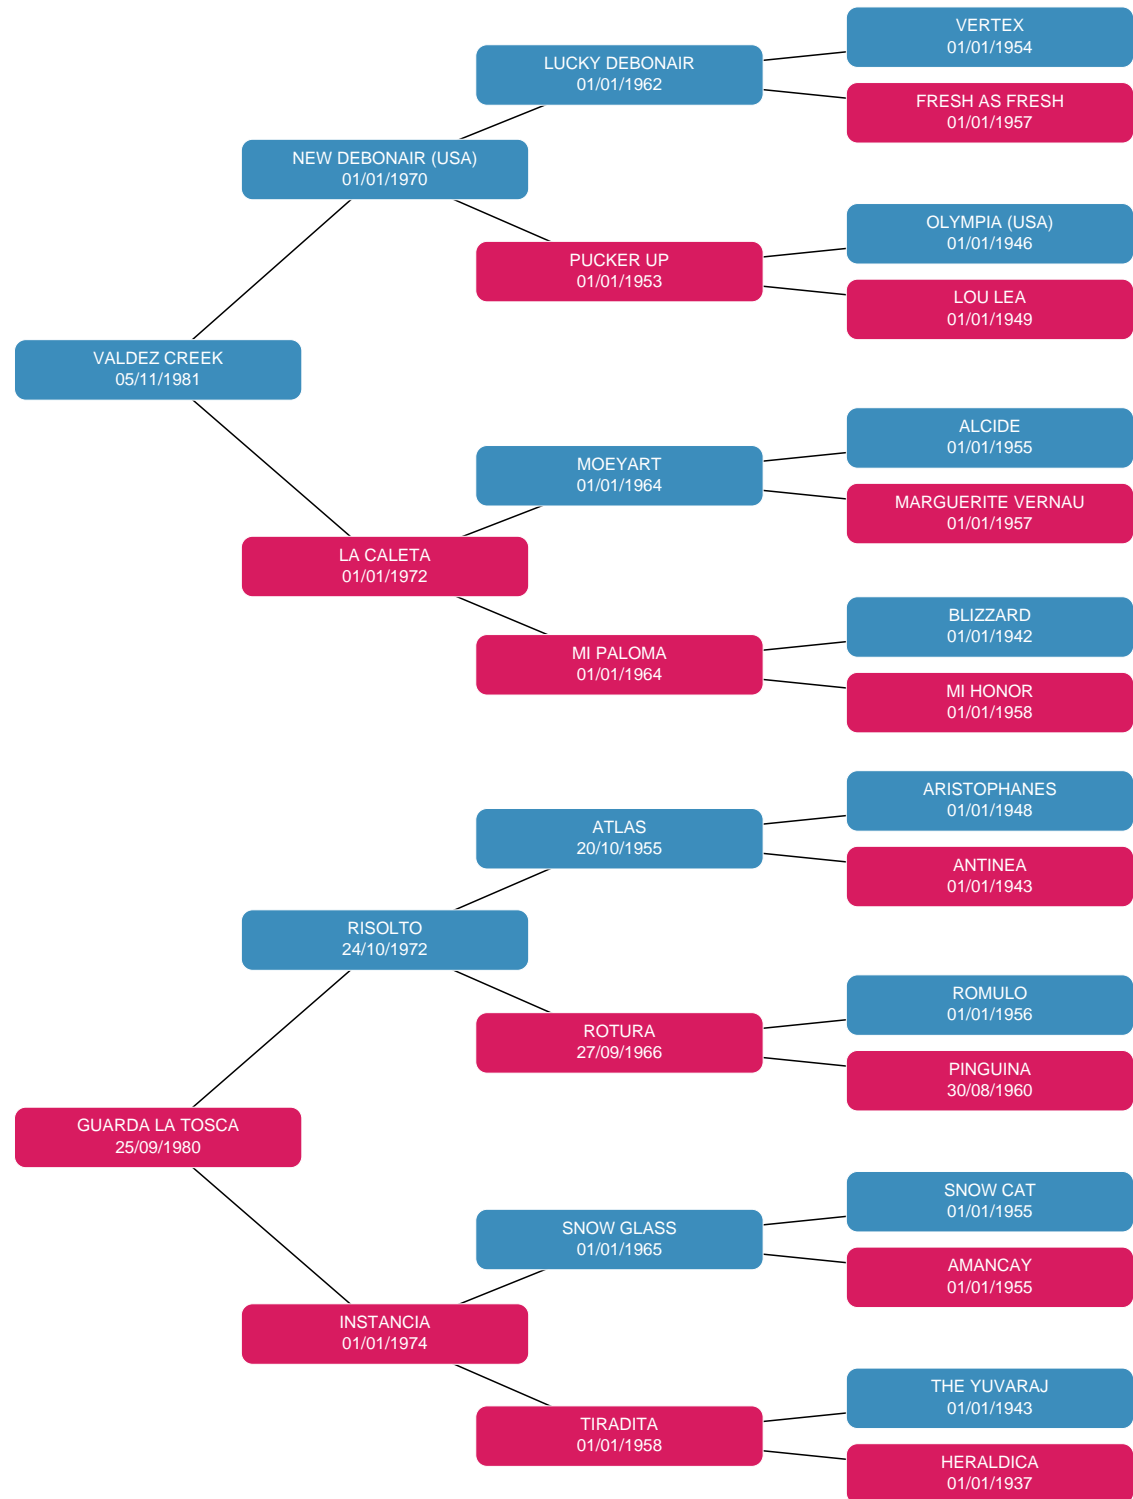 VERTEX
01/01/1954
LUCKY DEBONAIR
01/01/1962
FRESH AS FRESH
01/01/1957
NEW DEBONAIR (USA)
01/01/1970
OLYMPIA (USA)
01/01/1946
PUCKER UP
01/01/1953
LOU LEA
01/01/1949
VALDEZ CREEK
05/11/1981
ALCIDE
01/01/1955
MOEYART
01/01/1964
MARGUERITE VERNAU
01/01/1957
LA CALETA
01/01/1972
BLIZZARD
01/01/1942
MI PALOMA
01/01/1964
MI HONOR
01/01/1958
ARISTOPHANES
01/01/1948
ATLAS
20/10/1955
ANTINEA
01/01/1943
RISOLTO
24/10/1972
ROMULO
01/01/1956
ROTURA
27/09/1966
PINGUINA
30/08/1960
GUARDA LA TOSCA
25/09/1980
SNOW CAT
01/01/1955
SNOW GLASS
01/01/1965
AMANCAY
01/01/1955
INSTANCIA
01/01/1974
THE YUVARAJ
01/01/1943
TIRADITA
01/01/1958
HERALDICA
01/01/1937